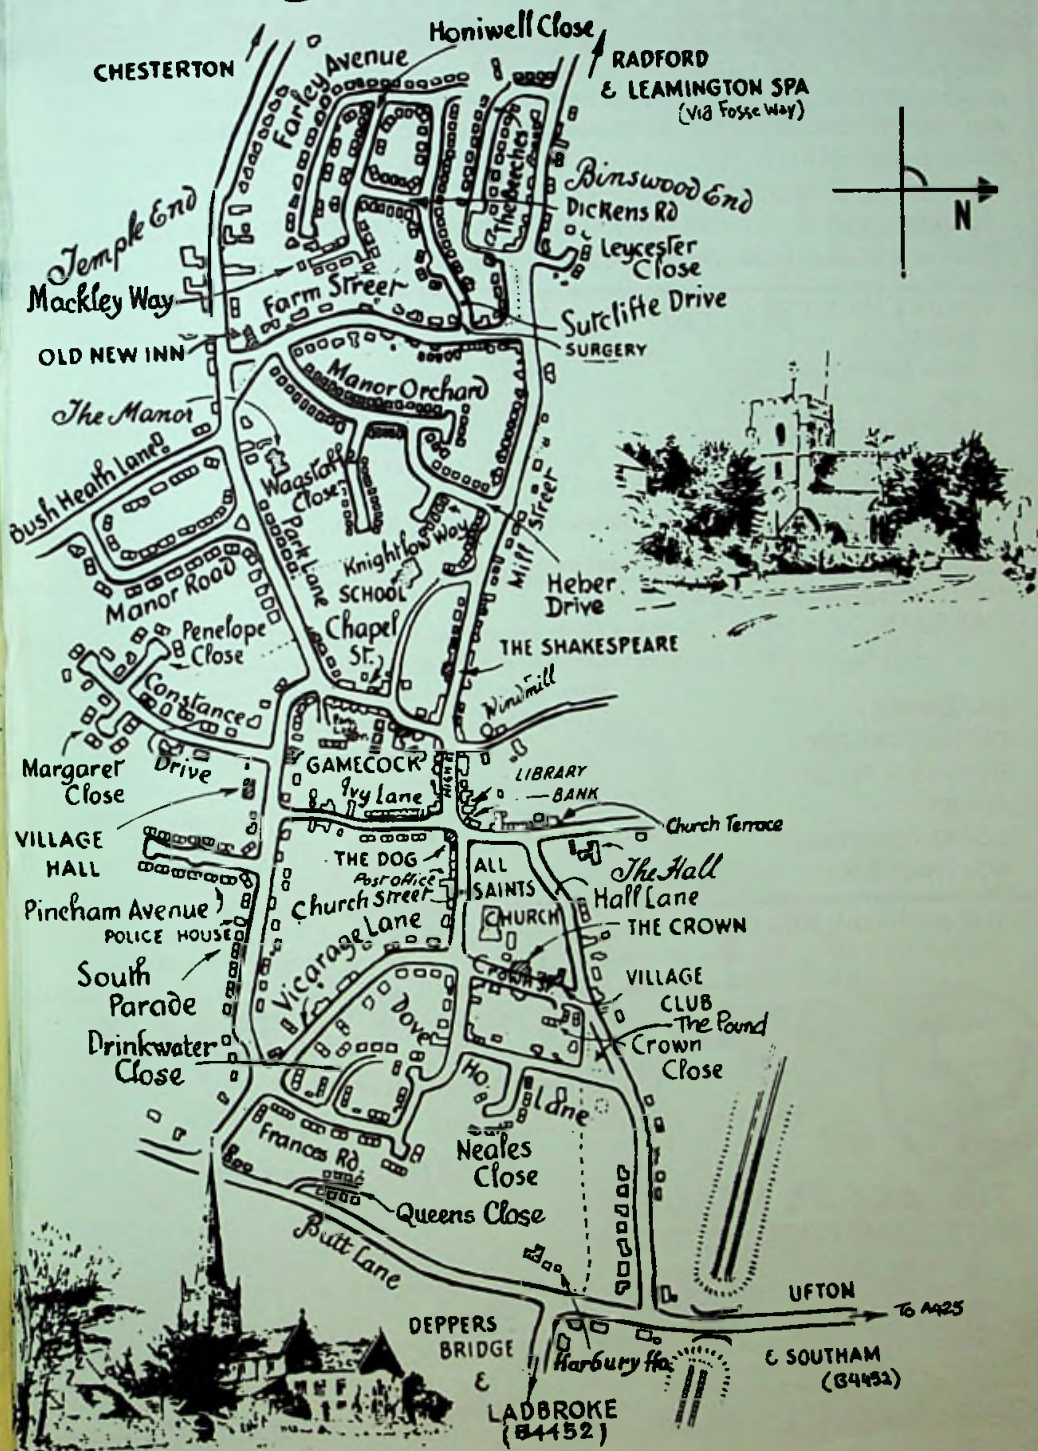 Honiwell Close
CHESTERTON
Farley Avenue
RADFORD
& LEAMINGTON SPA
(Via Fosse Way)
Binswood End
The Beeches
Dickens Rd
N
Temple End
Leycester
Close
Mackley Way
Farm Street
Sutcliffe Drive
OLD NEW INN
SURGERY
Manor Orchard
The Manor
Bush Heath Lane
Wagstaffe
Close
Park Lane
Knightlow Way
Mill Street
Manor Road
SCHOOL
Heber
Drive
Penelope
Close
Chapel
St.
THE SHAKESPEARE
Constance
Drive
Windmill
Margaret
Close
GAMECOCK
HIGH
Ivy Lane
LIBRARY
BANK
Church Terrace
VILLAGE
HALL
THE DOG
Post office
ALL
SAINTS
CHURCH
The Hall
Hall Lane
Church Street
Pincham Avenue
POLICE HOUSE
Vicarage Lane
THE CROWN
South
Parade
Crown St
VILLAGE
CLUB
The Pound
Dove
Ho.
Lane
Crown
Close
Drinkwater
Close
Frances Rd.
Neales
Close
Queens Close
Butt Lane
UFTON
To A425
DEPPERS
BRIDGE
&
LADBROKE
(B4452)
Harbury Ho.
& SOUTHAM
(B4452)